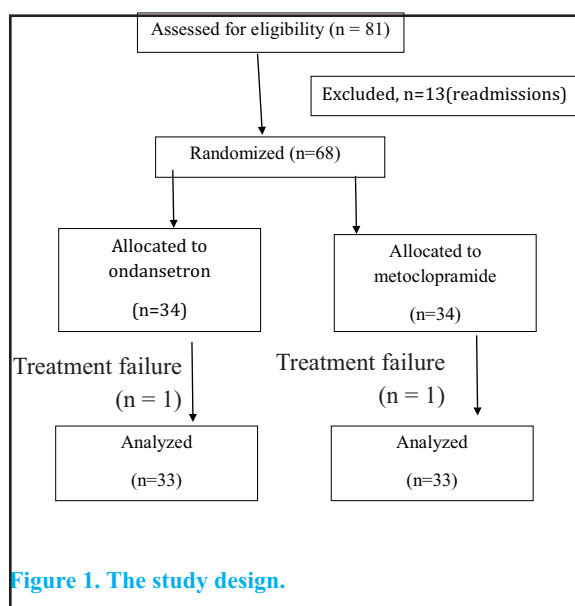 Assessed for eligibility (n = 81)
Excluded, n=13(readmissions)
Randomized (n=68)
Allocated to
ondansetron
(n=34)
Allocated to
metoclopramide
(n=34)
Treatment failure
(n = 1)
Treatment failure
(n = 1)
Analyzed
(n=33)
Analyzed
(n=33)
Figure 1. The study design.